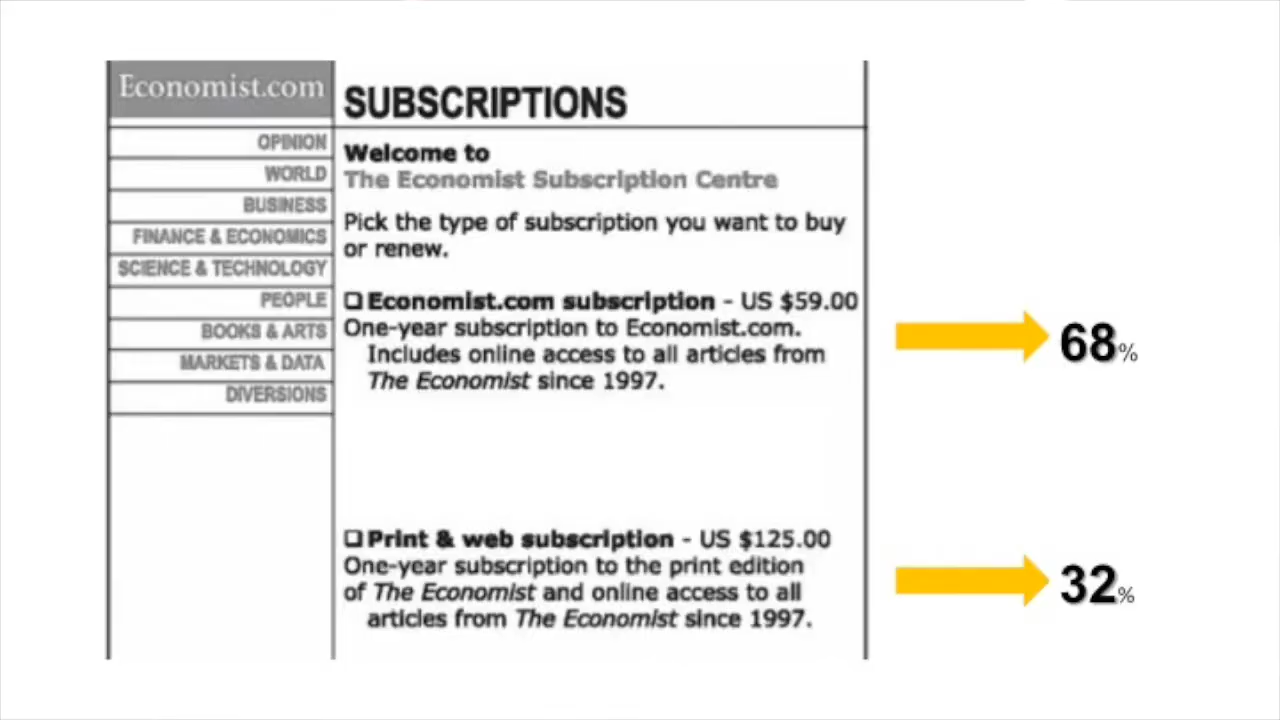 Economist.com
SUBSCRIPTIONS
OPINION
WORLD
BUSINESS
FINANCE & ECONOMICS
SCIENCE & TECHNOLOGY
PEOPLE
BOOKS & ARTS
MARKETS & DATA
DIVERSIONS
Welcome to
The Economist Subscription Centre
Pick the type of subscription you want to buy
or renew.
❑ Economist.com subscription - US $59.00
One-year subscription to Economist.com.
Includes online access to all articles from
The Economist since 1997.
68%
❑ Print & web subscription - US $125.00
One-year subscription to the print edition
of The Economist and online access to all
articles from The Economist since 1997.
32%